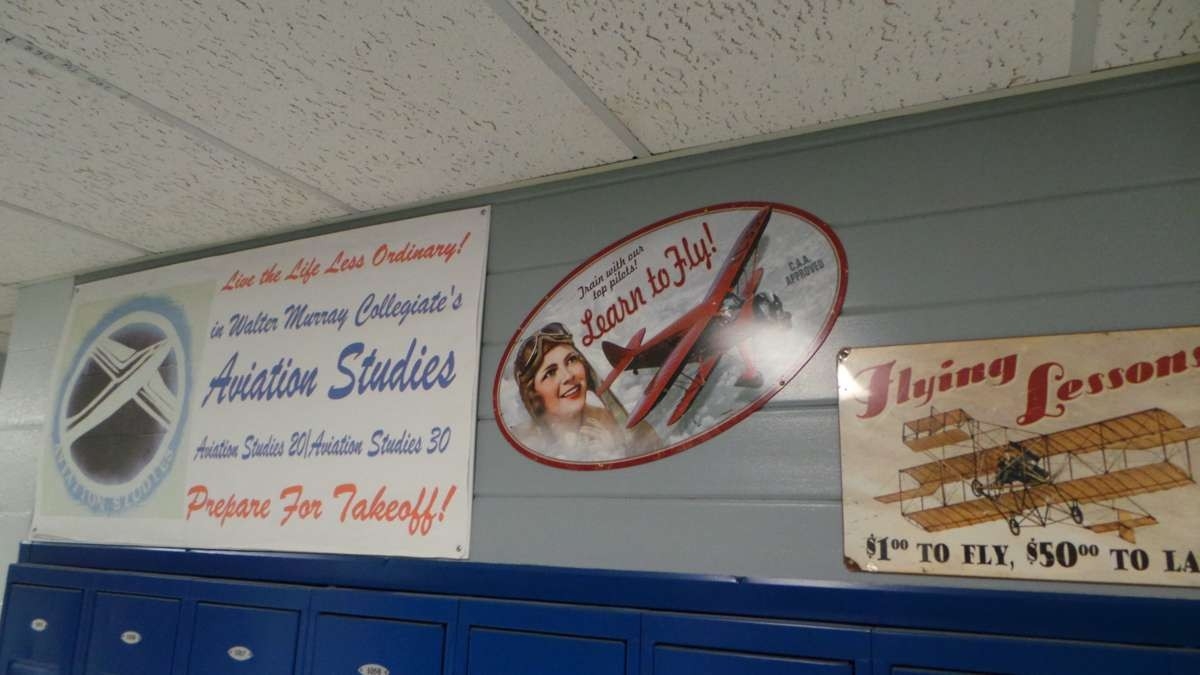 Live the Life Less Ordinary!
in Walter Murray Collegiate's
Aviation Studies
Aviation Studies 20|Aviation Studies 30
Prepare For Takeoff!
AVIATION STUDIES
Train with our
top pilots!
Learn to Fly!
C.A.A.
APPROVED
Flying Lessons
$1.00 TO FLY, $50.00 TO LA